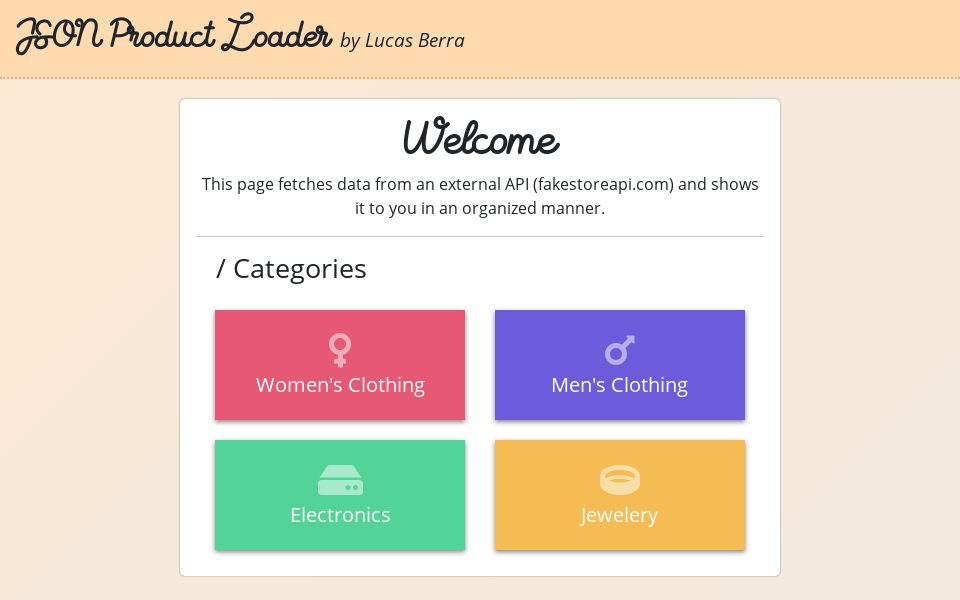 JSON Product Loader by Lucas Berra
Welcome
This page fetches data from an external API (fakestoreapi.com) and shows
it to you in an organized manner.
/ Categories
Women's Clothing
Men's Clothing
Electronics
Jewelery